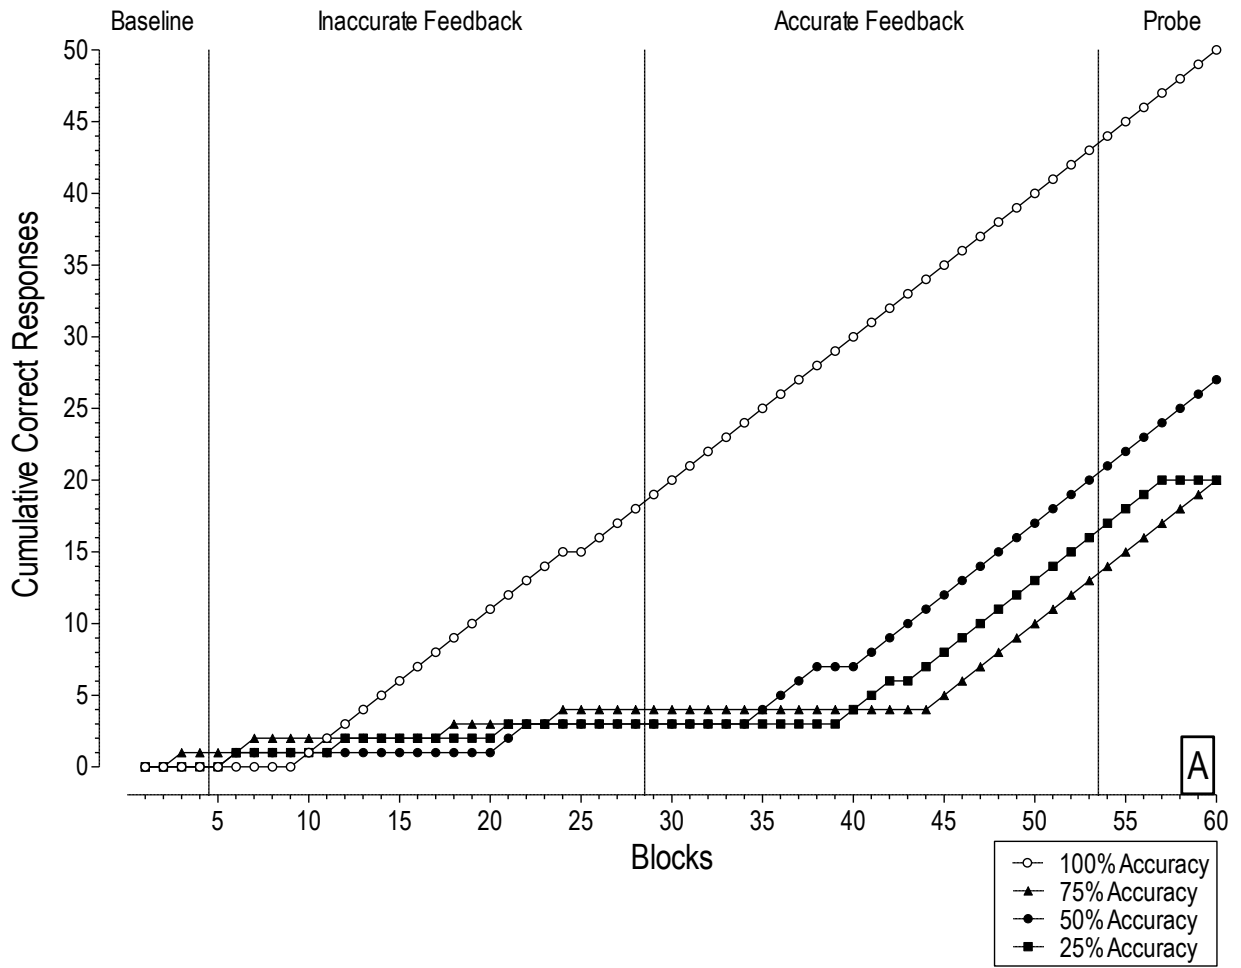 Baseline Inaccurate Feedback Accurate Feedback Probe
50
45
40
35
30
25
20
15
10
5
0
Cumulative Correct Responses
A
5 10 15 20 25 30 35 40 45 50 55 60
Blocks
100% Accuracy
75% Accuracy
50% Accuracy
25% Accuracy